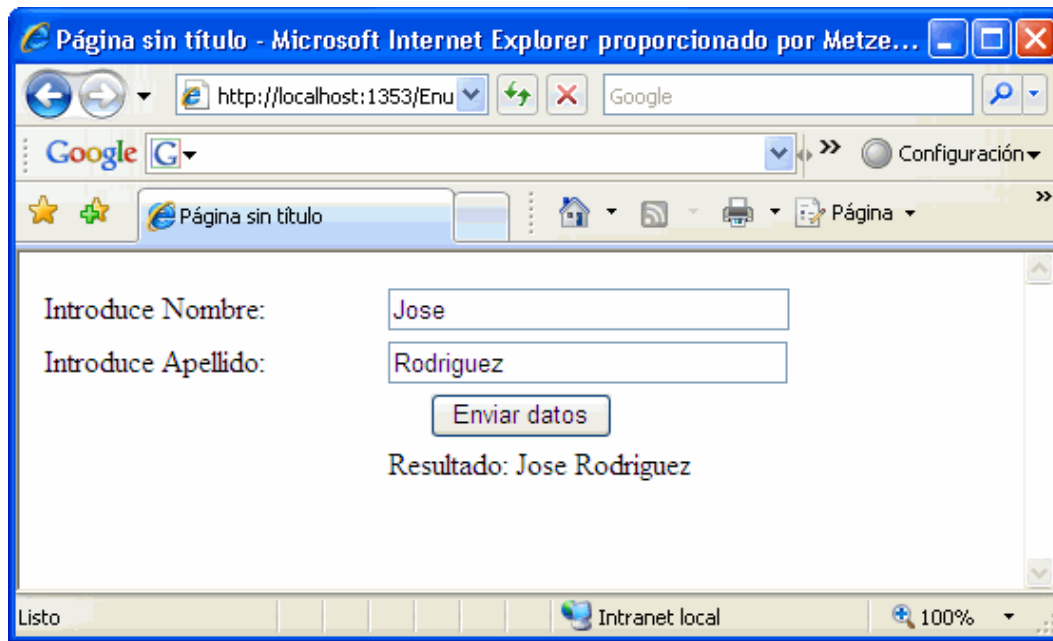 Página sin título - Microsoft Internet Explorer proporcionado por Metze...
http://localhost:1353/Enu
Google
Google G
Configuración
Página sin título
Página
»
Introduce Nombre: Jose
Introduce Apellido: Rodriguez
Enviar datos
Resultado: Jose Rodriguez
Listo
Intranet local
100%